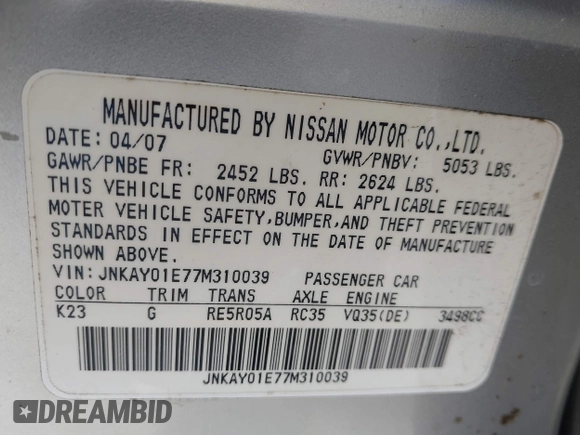 MANUFACTURED BY NISSAN MOTOR CO.,LTD.
DATE: 04/07 GVWR/PNBV: 5053 LBS.
GAWR/PNBE FR: 2452 LBS. RR: 2624 LBS.
THIS VEHICLE CONFORMS TO ALL APPLICABLE FEDERAL
MOTER VEHICLE SAFETY,BUMPER,AND THEFT PREVENTION
STANDARDS IN EFFECT ON THE DATE OF MANUFACTURE
SHOWN ABOVE.
VIN: JNKAY01E77M310039 PASSENGER CAR
COLOR TRIM TRANS AXLE ENGINE
K23 G RE5R05A RC35 VQ35(DE) 3498CC
JNKAY01E77M310039
DREAMBID